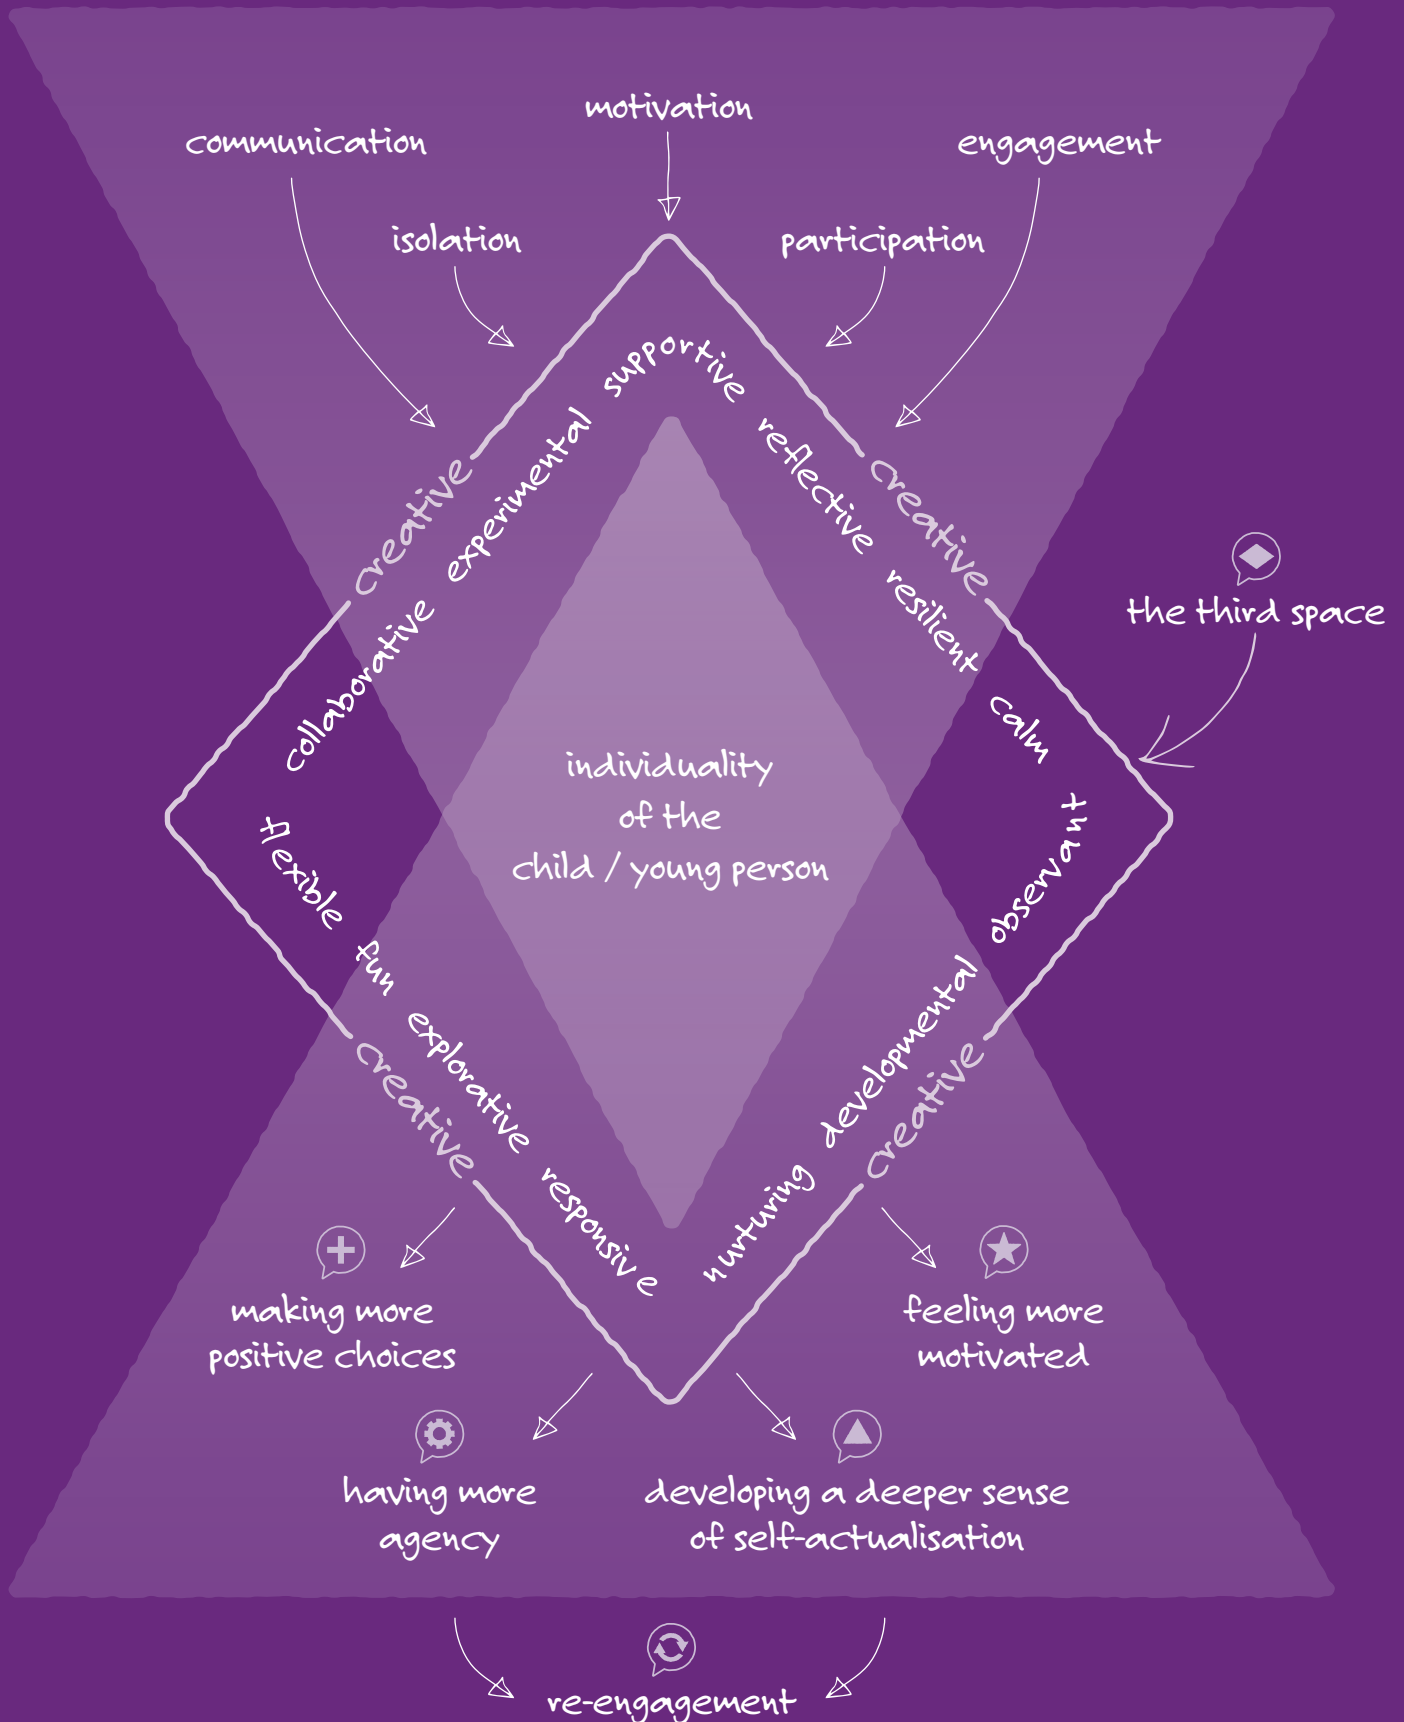 motivation
communication
engagement
isolation
participation
creative
creative
collaborative experimental supportive reflective resilient calm observant
the third space
individuality
of the
child / young person
flexible fun explorative responsive
nurturing developmental
creative
creative
making more
positive choices
feeling more
motivated
having more
agency
developing a deeper sense
of self-actualisation
re-engagement